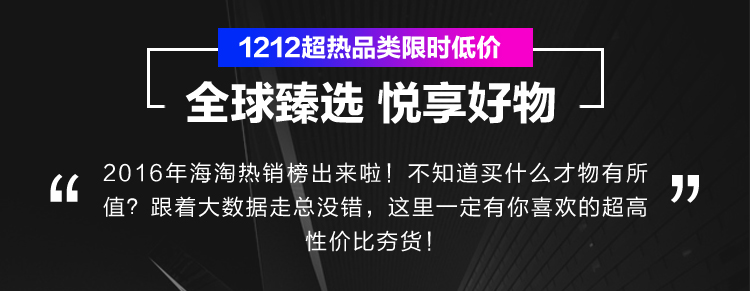 1212超热品类限时低价
全球臻选 悦享好物
“ 2016年海淘热销榜出来啦！不知道买什么才物有所 ”
值？跟着大数据走总没错，这里一定有你喜欢的超高
性价比夯货！